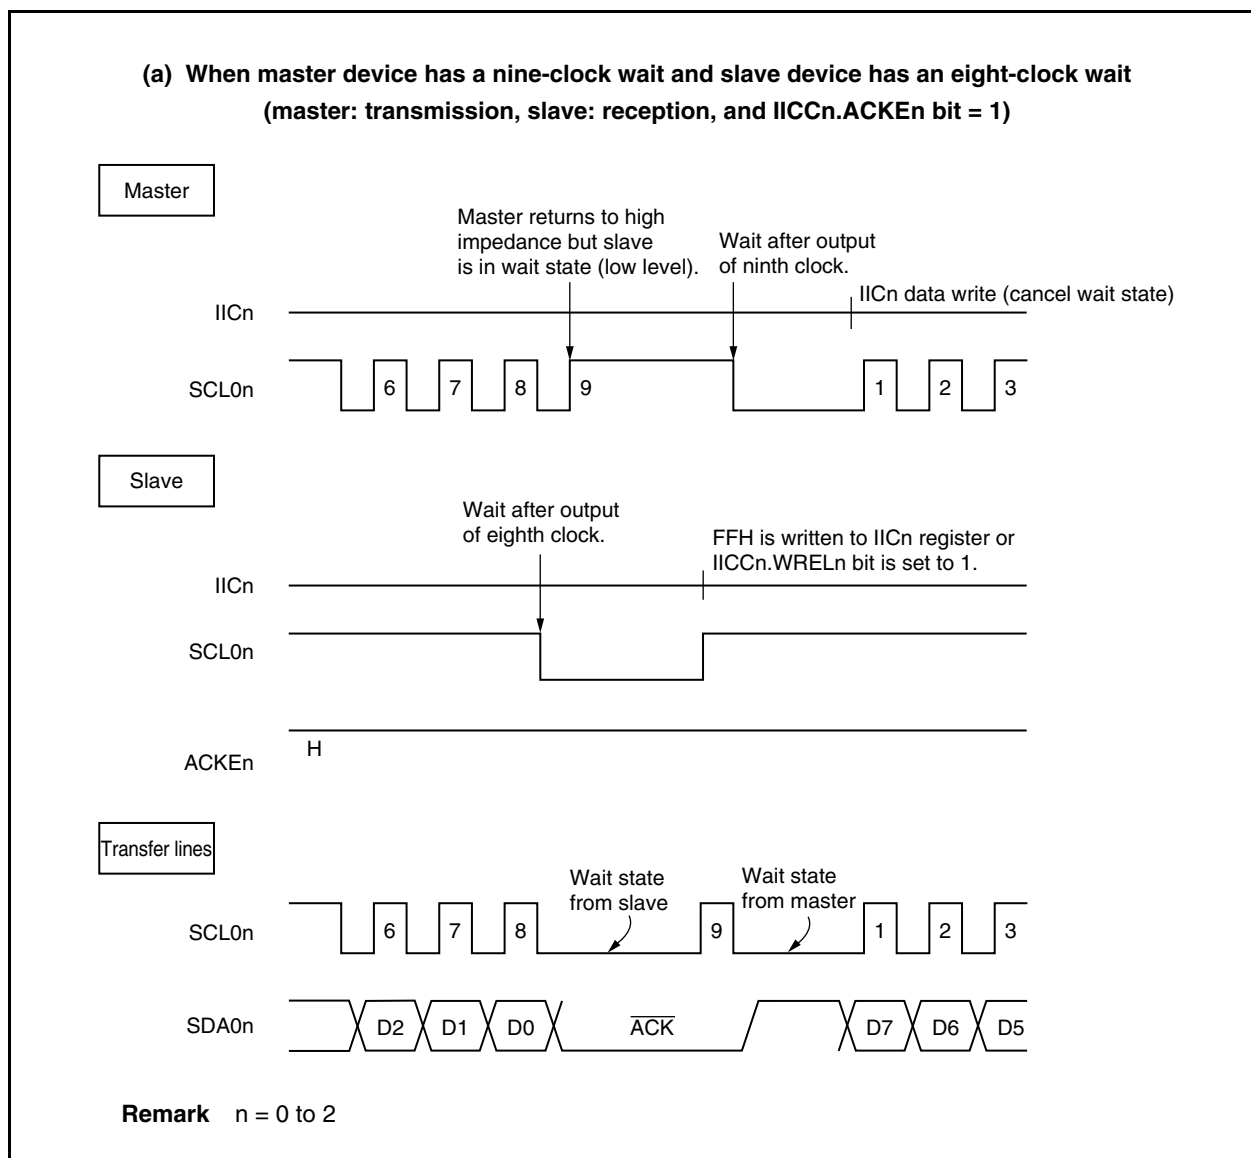 (a) When master device has a nine-clock wait and slave device has an eight-clock wait
(master: transmission, slave: reception, and IICCn.ACKEn bit = 1)
Master
Master returns to high
impedance but slave
is in wait state (low level).
Wait after output
of ninth clock.
IICn data write (cancel wait state)
IICn
SCL0n 6 7 8 9 1 2 3
Slave
Wait after output
of eighth clock.
FFH is written to IICn register or
IICCn.WRELn bit is set to 1.
IICn
SCL0n
H
ACKEn
Transfer lines
Wait state
from slave
Wait state
from master
SCL0n 6 7 8 9 1 2 3
SDA0n D2 D1 D0 A̅C̅K̅ D7 D6 D5
Remark n = 0 to 2